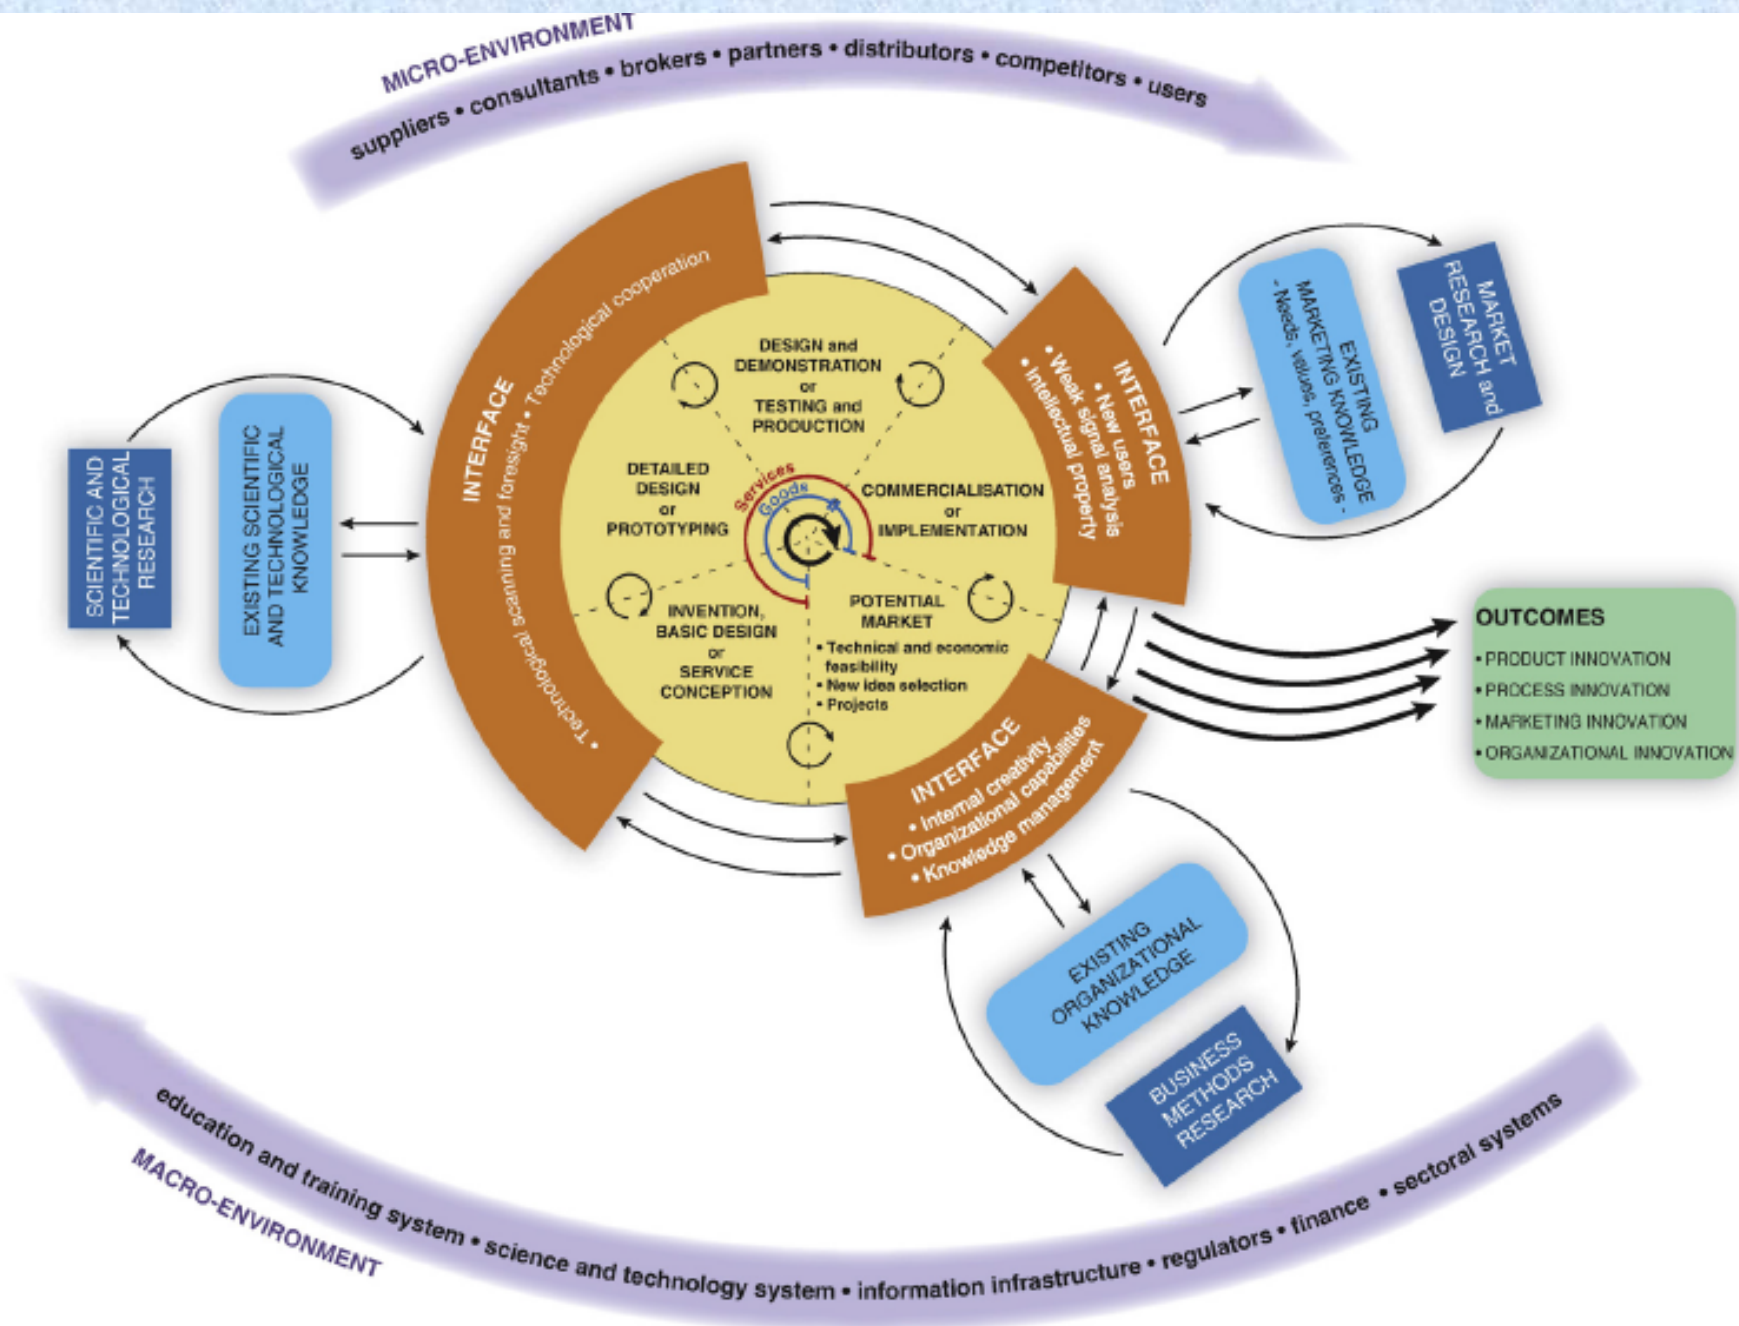 MICRO-ENVIRONMENT
suppliers • consultants • brokers • partners • distributors • competitors • users
INTERFACE
• Technological scanning and foresight • Technological cooperation
SCIENTIFIC AND
TECHNOLOGICAL
RESEARCH
EXISTING SCIENTIFIC
AND TECHNOLOGICAL
KNOWLEDGE
DESIGN and
DEMONSTRATION
or
TESTING and
PRODUCTION
DETAILED
DESIGN
or
PROTOTYPING
Services
Goods
COMMERCIALISATION
or
IMPLEMENTATION
INVENTION,
BASIC DESIGN
or
SERVICE
CONCEPTION
POTENTIAL
MARKET
• Technical and economic
feasibility
• New idea selection
• Projects
INTERFACE
• New users
• Weak signal analysis
• Intellectual property
EXISTING
MARKETING KNOWLEDGE
- Needs, values, preferences -
MARKET
RESEARCH and
DESIGN
INTERFACE
• Internal creativity
• Organizational capabilities
• Knowledge management
EXISTING
ORGANIZATIONAL
KNOWLEDGE
BUSINESS
METHODS
RESEARCH
OUTCOMES
• PRODUCT INNOVATION
• PROCESS INNOVATION
• MARKETING INNOVATION
• ORGANIZATIONAL INNOVATION
education and training system • science and technology system • information infrastructure • regulators • finance • sectoral systems
MACRO-ENVIRONMENT